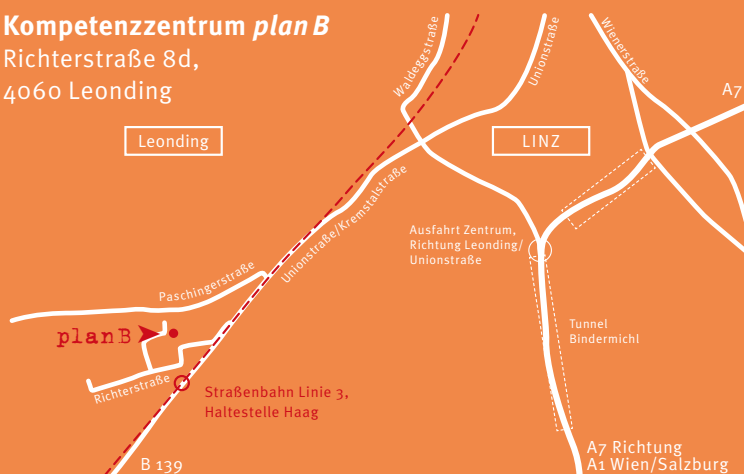 Kompetenzzentrum plan B
Richterstraße 8d,
4060 Leonding
Leonding
Waldeggstraße
Unionstraße
Wienerstraße
A7
LINZ
Unionstraße/Kremstalstraße
Ausfahrt Zentrum,
Richtung Leonding/
Unionstraße
Paschingerstraße
planB
Tunnel
Bindermichl
Richterstraße
Straßenbahn Linie 3,
Haltestelle Haag
B 139
A7 Richtung
A1 Wien/Salzburg